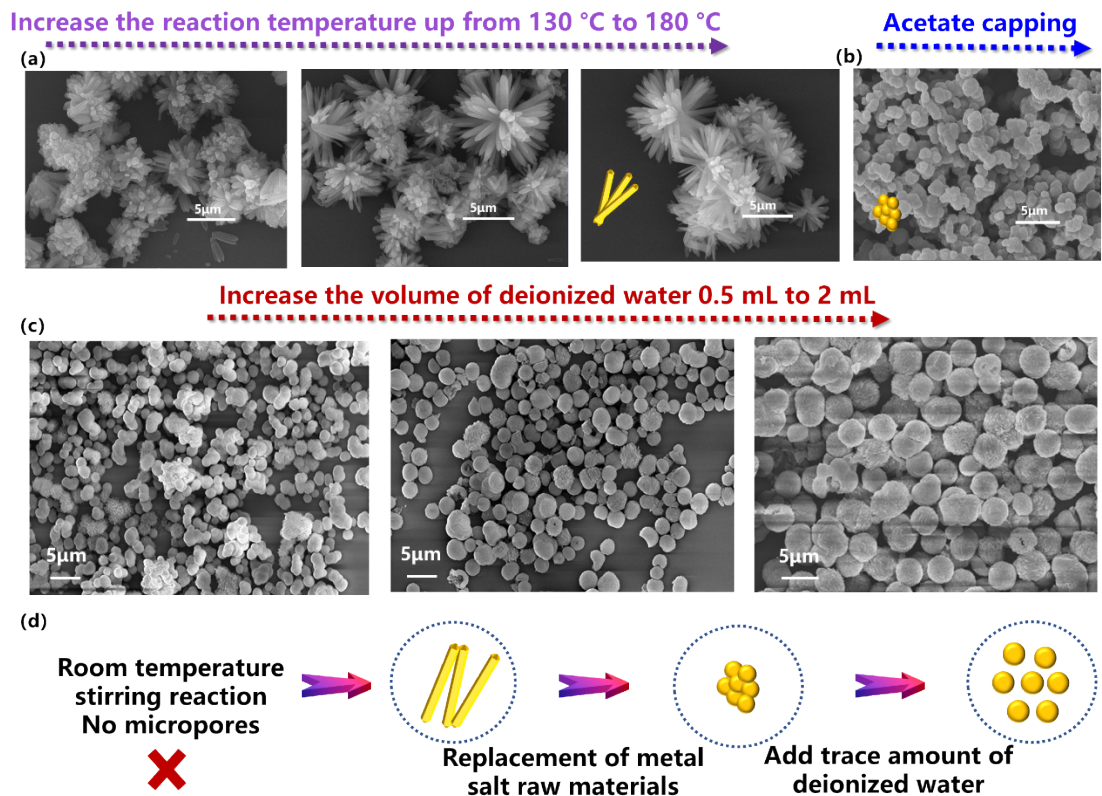 Increase the reaction temperature up from 130 °C to 180 °C
Acetate capping
(a)
(b)
5μm
5μm
5μm
5μm
Increase the volume of deionized water 0.5 mL to 2 mL
(c)
5μm
5μm
5μm
(d)
Room temperature
stirring reaction
No micropores
Replacement of metal
salt raw materials
Add trace amount of
deionized water